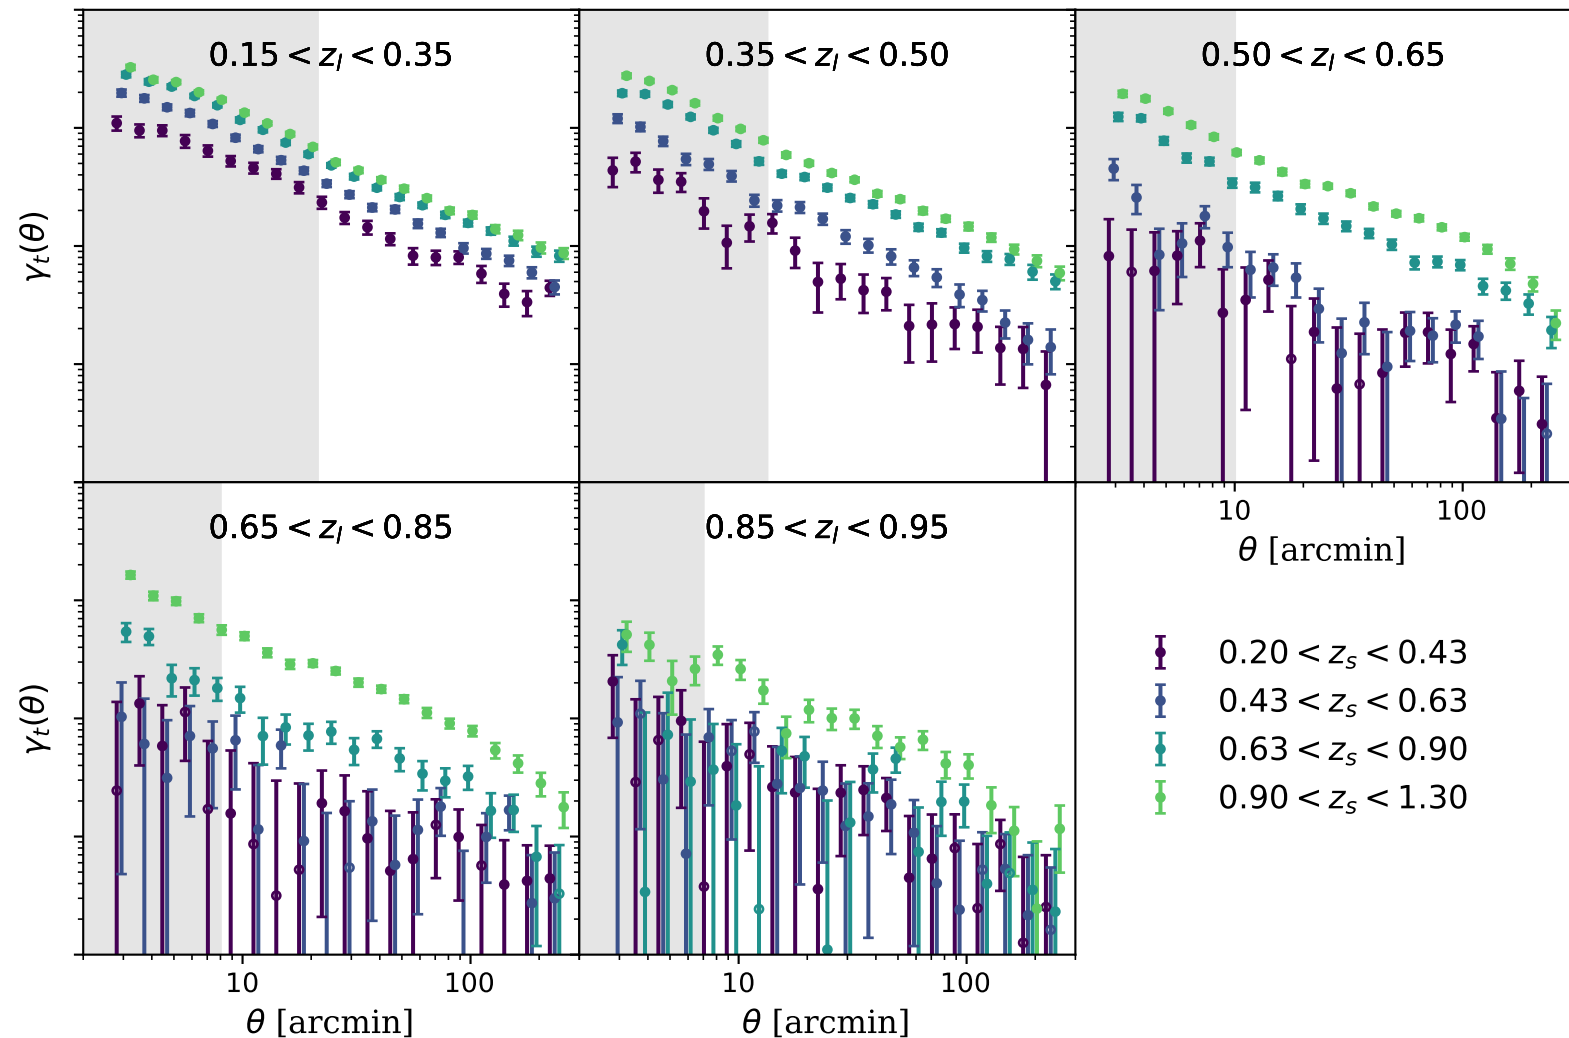 0.15 < z_l < 0.35
0.35 < z_l < 0.50
0.50 < z_l < 0.65
γ_t(θ)
10 100
θ [arcmin]
0.65 < z_l < 0.85
0.85 < z_l < 0.95
γ_t(θ)
0.20 < z_s < 0.43
0.43 < z_s < 0.63
0.63 < z_s < 0.90
0.90 < z_s < 1.30
10 100
10 100
θ [arcmin]
θ [arcmin]